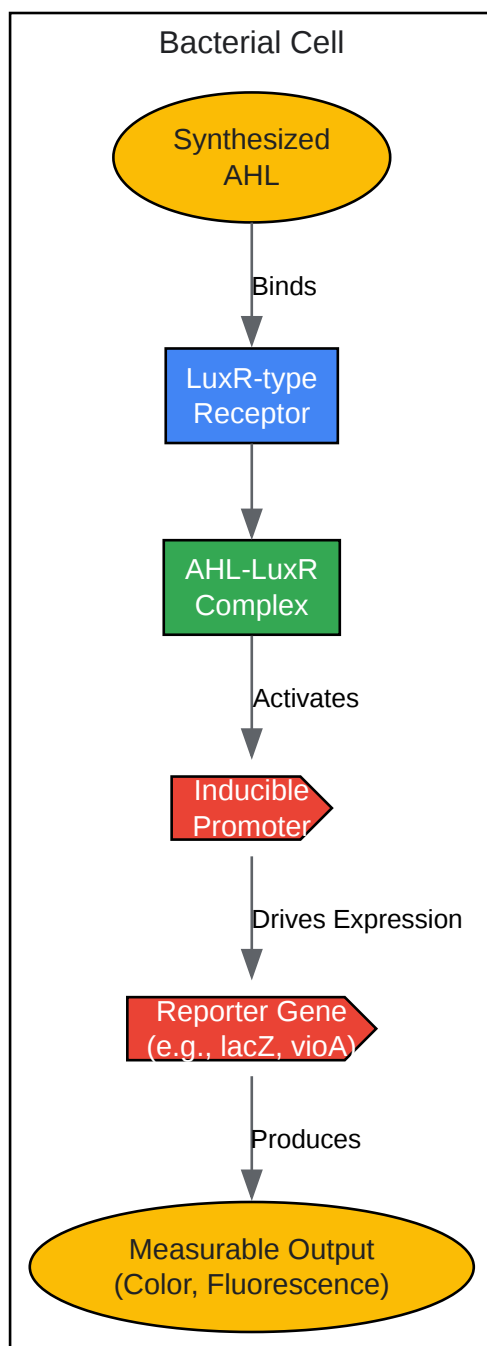 Bacterial Cell
Synthesized
AHL
Binds
LuxR-type
Receptor
AHL-LuxR
Complex
Activates
Inducible
Promoter
Drives Expression
Reporter Gene
(e.g., lacZ, vioA)
Produces
Measurable Output
(Color, Fluorescence)